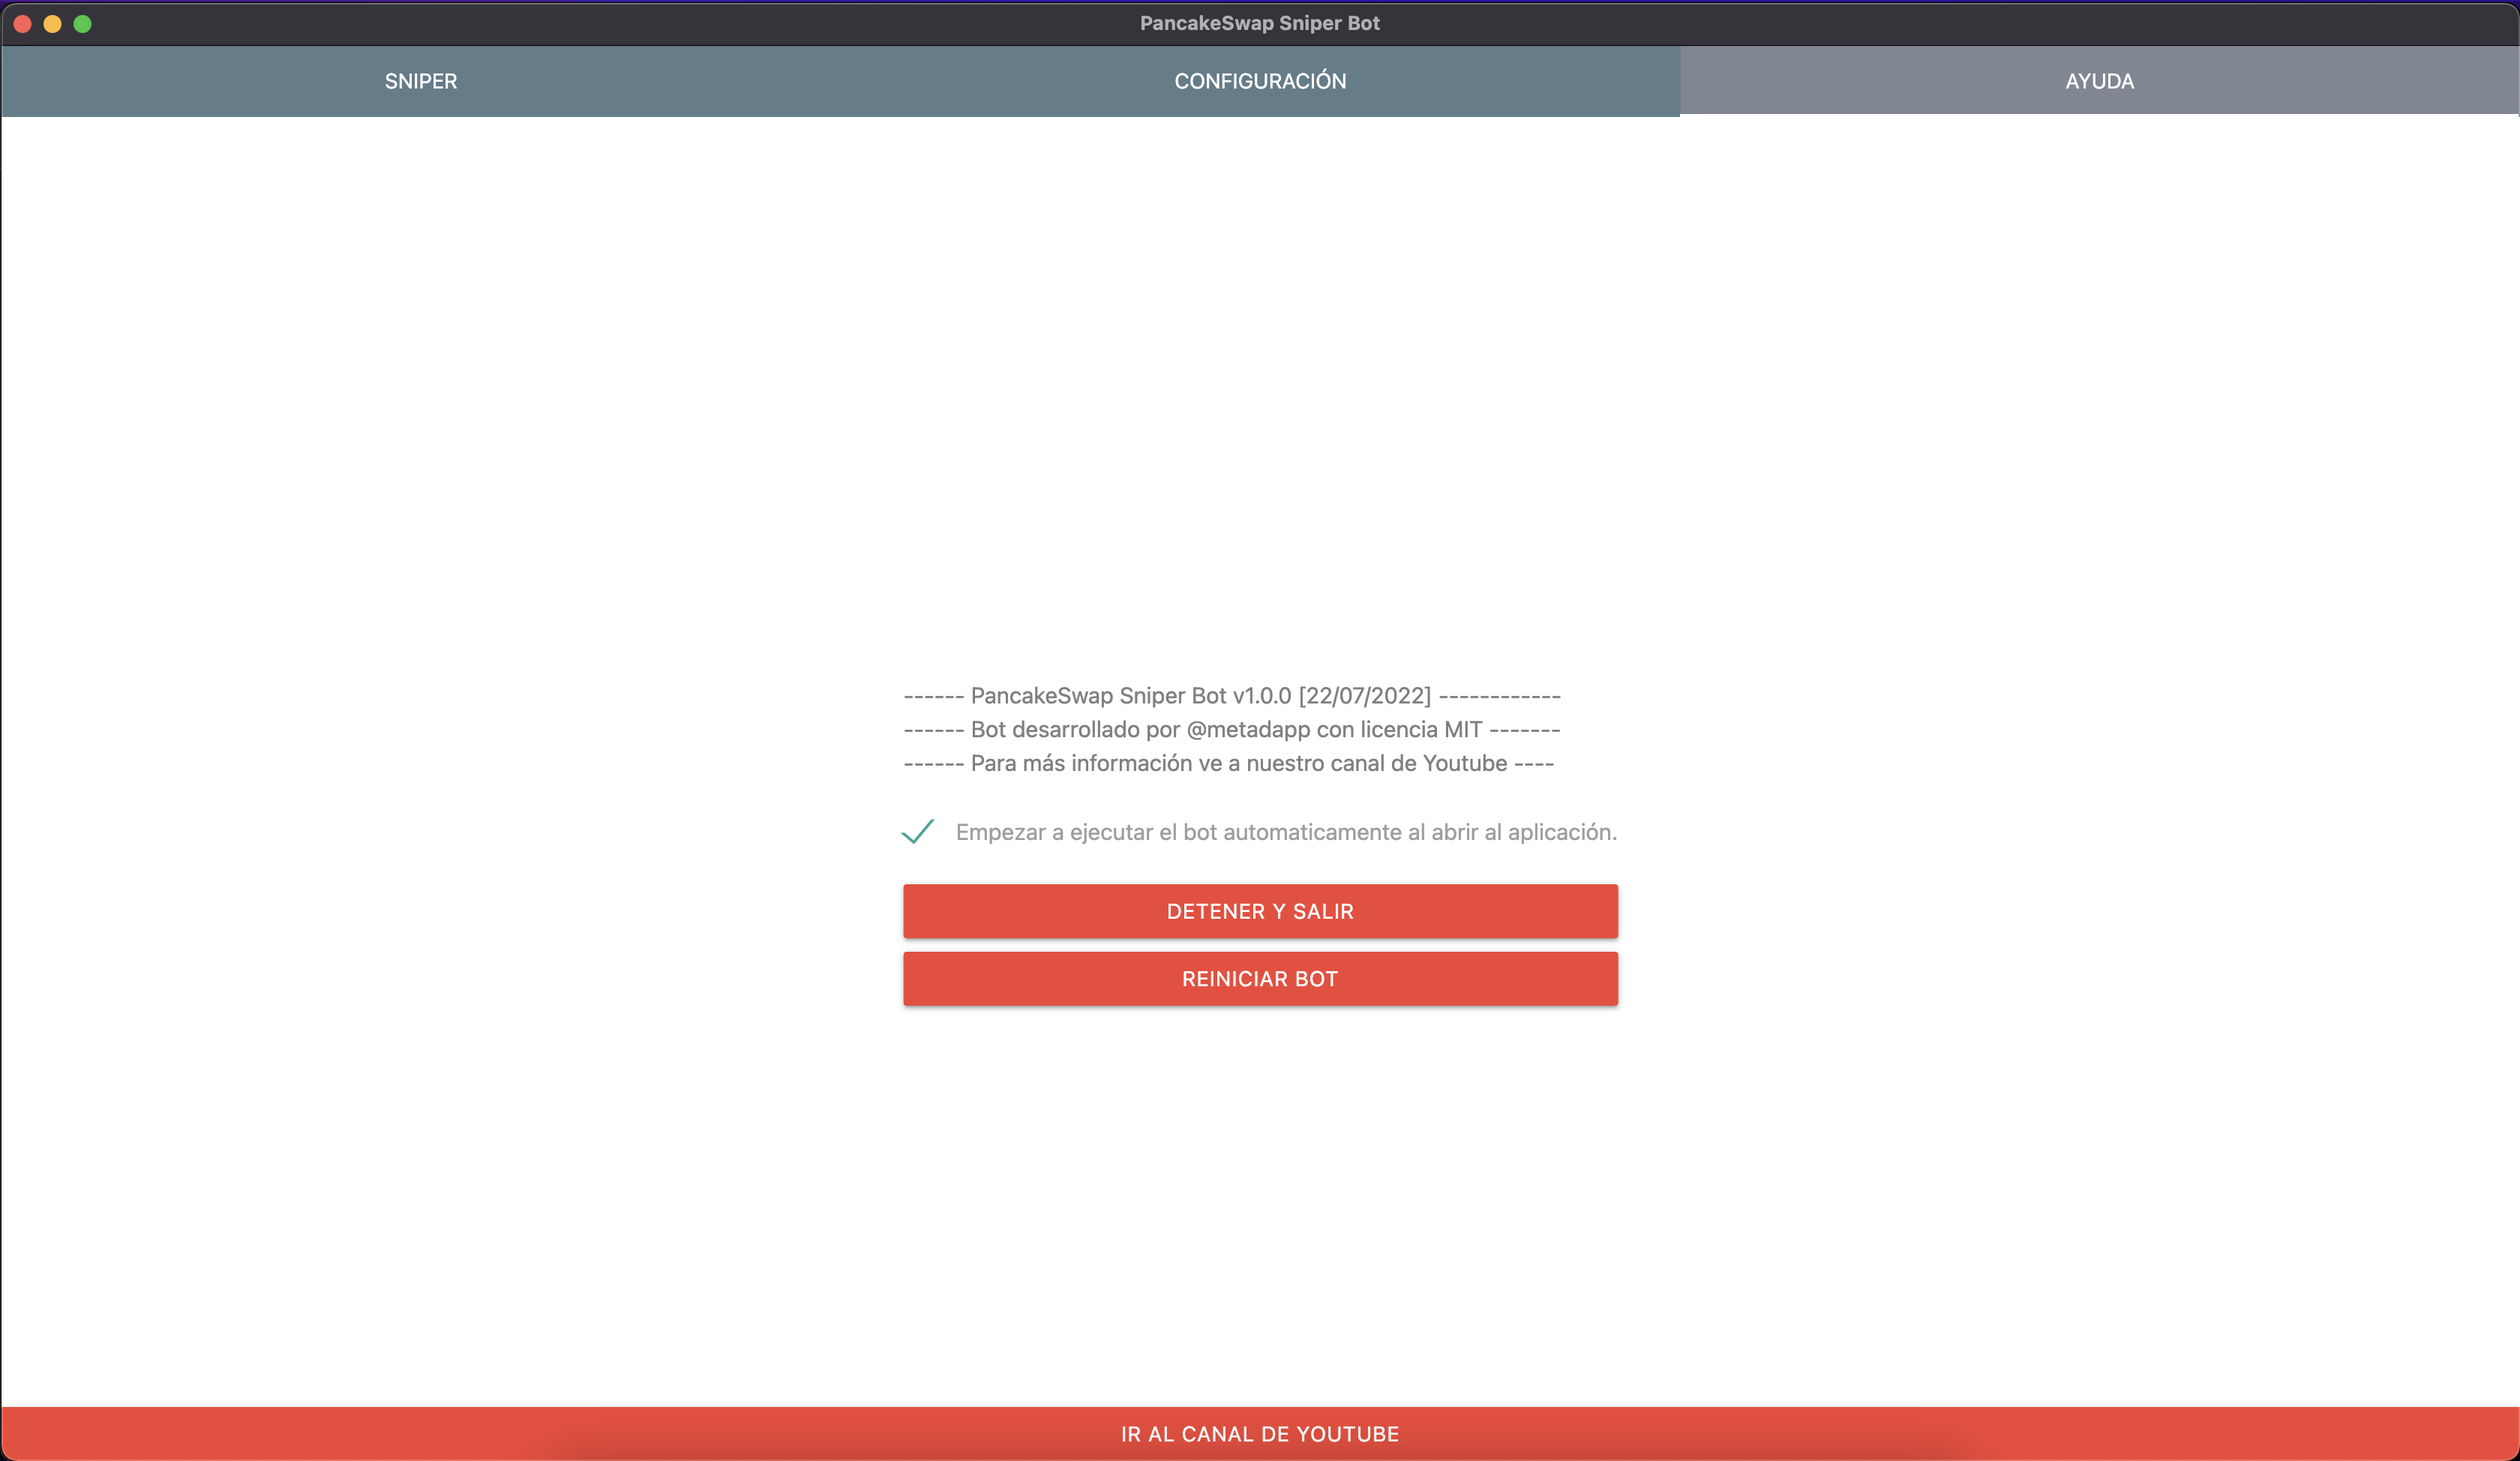 PancakeSwap Sniper Bot
SNIPER
CONFIGURACIÓN
AYUDA
------ PancakeSwap Sniper Bot v1.0.0 [22/07/2022] ------------
------ Bot desarrollado por @metadapp con licencia MIT -------
------ Para más información ve a nuestro canal de Youtube ----
Empezar a ejecutar el bot automaticamente al abrir al aplicación.
DETENER Y SALIR
REINICIAR BOT
IR AL CANAL DE YOUTUBE